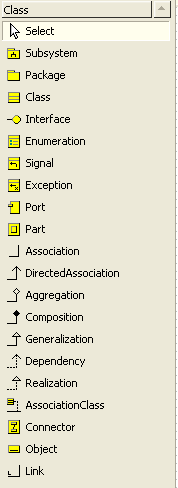 Class
Select
Subsystem
Package
Class
Interface
Enumeration
Signal
Exception
Port
Part
Association
DirectedAssociation
Aggregation
Composition
Generalization
Dependency
Realization
AssociationClass
Connector
Object
Link